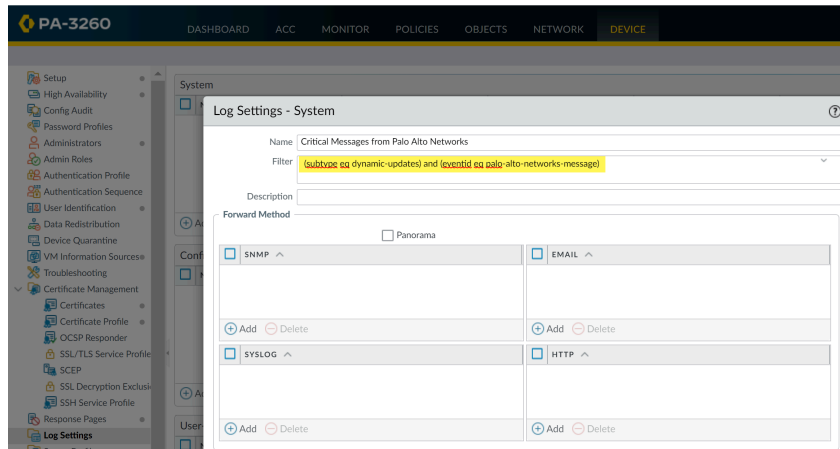 PA-3260
DASHBOARD ACC MONITOR POLICIES OBJECTS NETWORK DEVICE
Setup
High Availability
Config Audit
Password Profiles
Administrators
Admin Roles
Authentication Profile
Authentication Sequence
User Identification
Data Redistribution
Device Quarantine
VM Information Sources
Troubleshooting
Certificate Management
Certificates
Certificate Profile
OCSP Responder
SSL/TLS Service Profile
SCEP
SSL Decryption Exclusi
SSH Service Profile
Response Pages
Log Settings
System
Conf
User
Log Settings - System
Name Critical Messages from Palo Alto Networks
Filter (subtype eq dynamic-updates) and (eventid eq palo-alto-networks-message)
Description
Forward Method
Panorama
SNMP EMAIL
Add Delete Add Delete
SYSLOG HTTP
Add Delete Add Delete